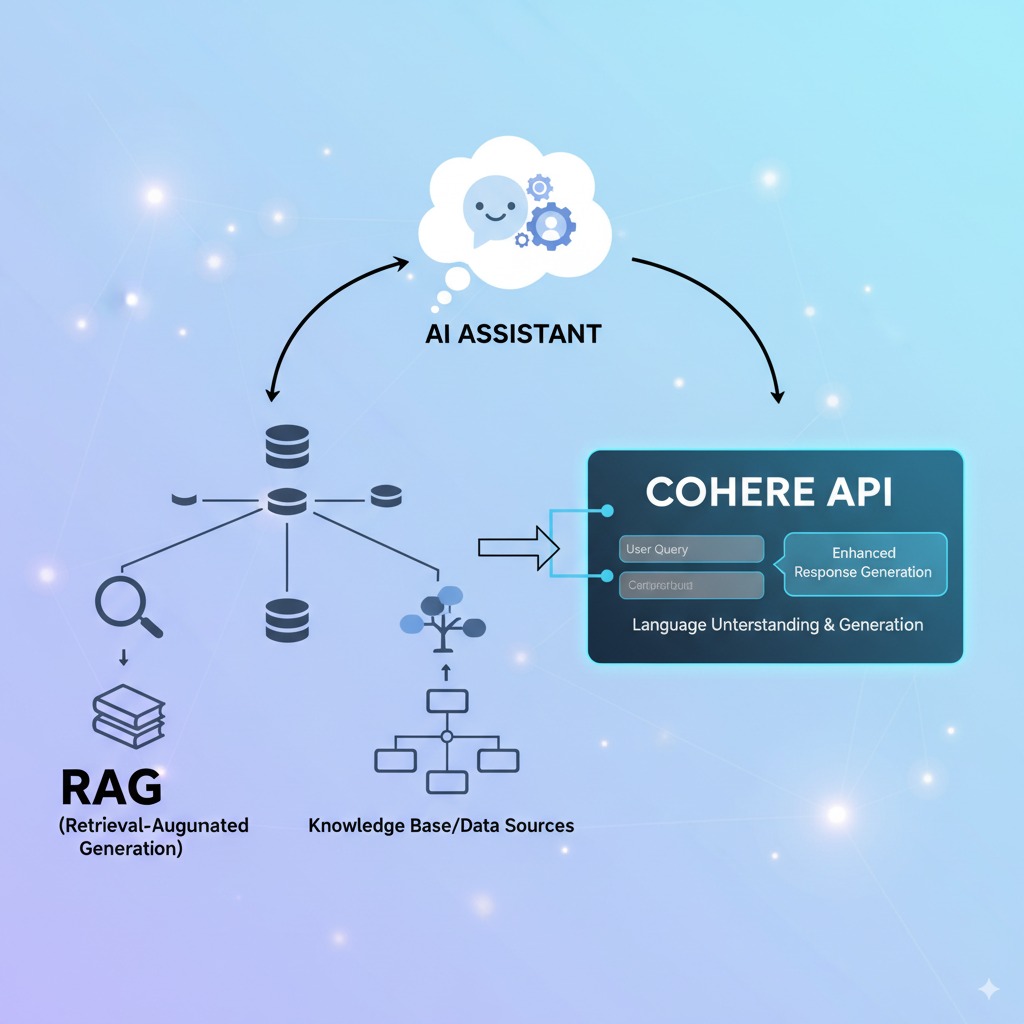 AI ASSISTANT
COHERE API
User Query
Enhanced
Response Generation
Language Unterstanding & Generation
RAG
(Retrieval-Augunated
Generation)
Knowledge Base/Data Sources